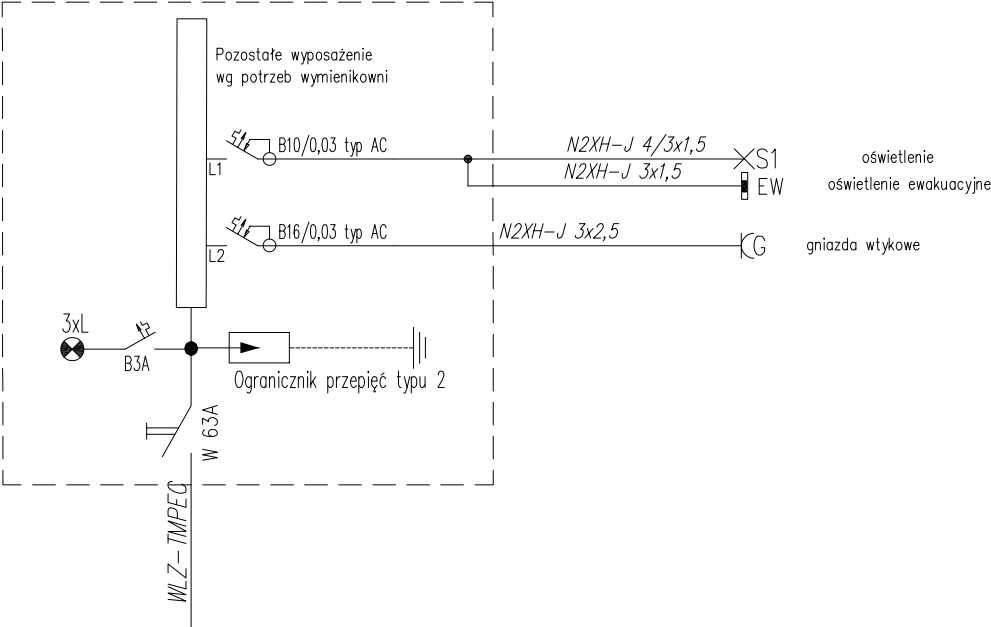 Pozostałe wyposażenie
wg potrzeb wymienikowni
B10/0,03 typ AC
N2XH-J 4/3x1,5
S1
oświetlenie
L1
N2XH-J 3x1,5
EW
oświetlenie ewakuacyjne
B16/0,03 typ AC
N2XH-J 3x2,5
G
gniazda wtykowe
L2
3xL
B3A
Ogranicznik przepięć typu 2
W 63A
WLZ-TMPEC